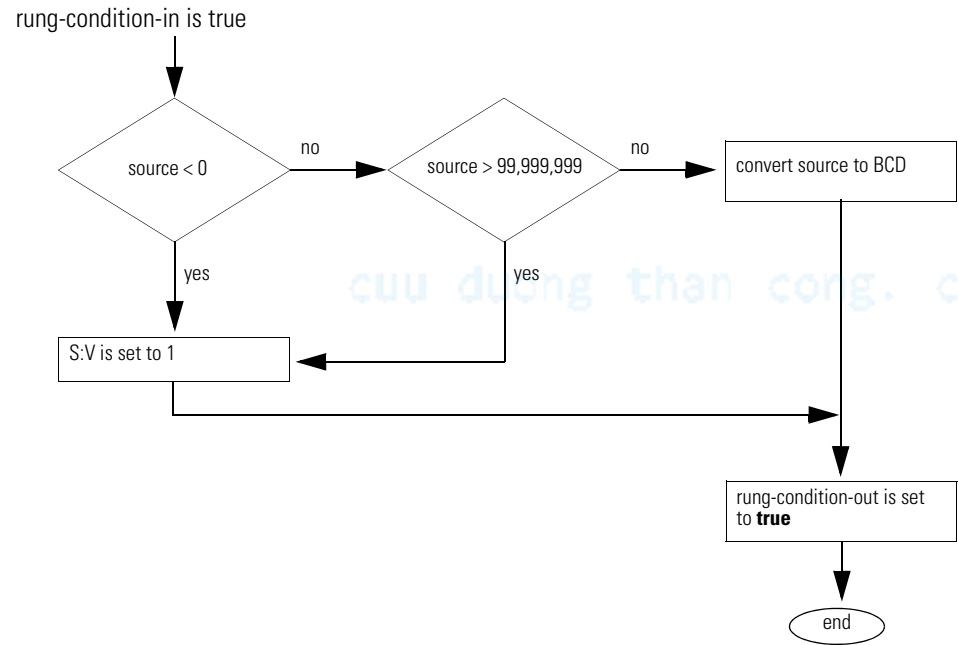 rung-condition-in is true
source < 0
no
source > 99,999,999
no
convert source to BCD
yes
yes
cuu duong than cong. c
S:V is set to 1
rung-condition-out is set
to true
end